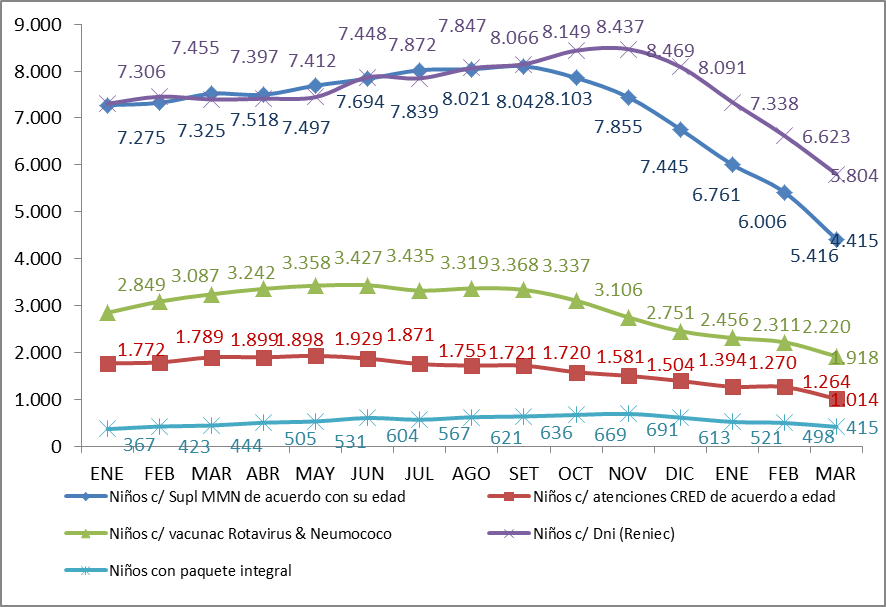 9.000
8.000
7.000
6.000
5.000
4.000
3.000
2.000
1.000
0
7.306 7.455 7.397 7.412 7.448 7.872 7.847 8.066 8.149 8.437 8.469 8.091 7.338 6.623 5.804
7.275 7.325 7.518 7.497 7.694 7.839 8.021 8.042 8.103 7.855 7.445 6.761 6.006 5.416 4.415
2.849 3.087 3.242 3.358 3.427 3.435 3.319 3.368 3.337 3.106 2.751 2.456 2.311 2.220 1.918
1.772 1.789 1.899 1.898 1.929 1.871 1.755 1.721 1.720 1.581 1.504 1.394 1.270 1.264 1.014
367 423 444 505 531 604 567 621 636 669 691 613 521 498 415
ENE FEB MAR ABR MAY JUN JUL AGO SET OCT NOV DIC ENE FEB MAR
Niños c/ Supl MMN de acuerdo con su edad
Niños c/ atenciones CRED de acuerdo a edad
Niños c/ vacunac Rotavirus & Neumococo
Niños c/ Dni (Reniec)
Niños con paquete integral